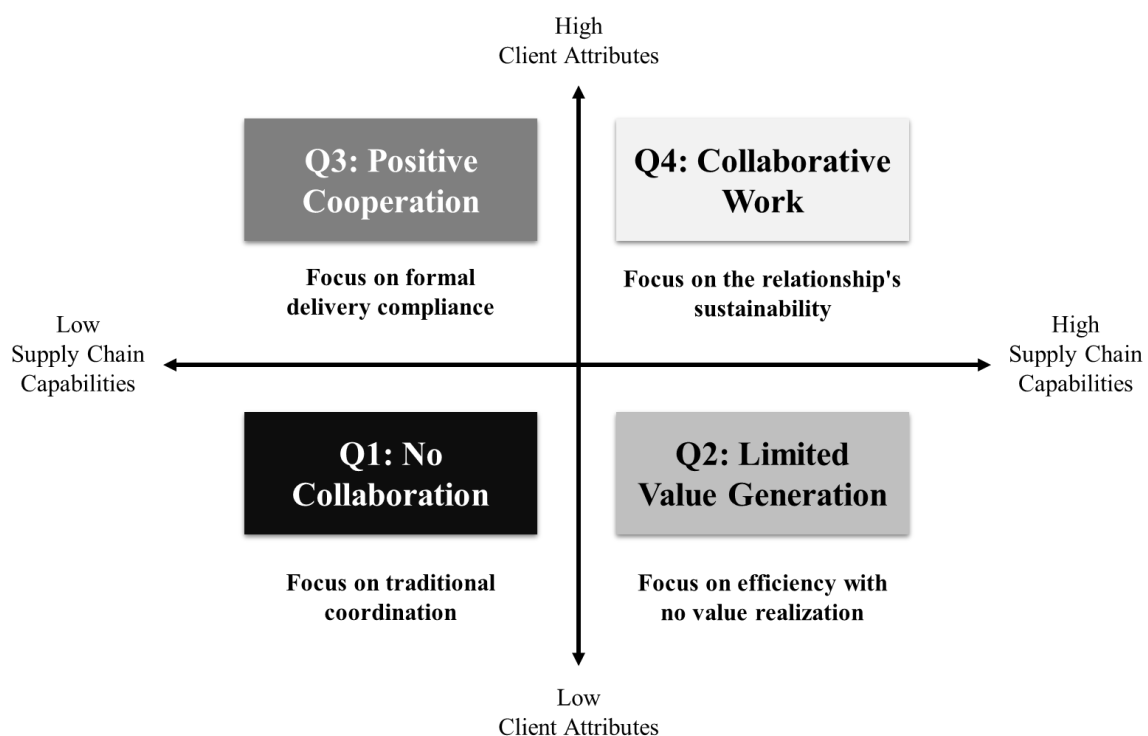 High
Client Attributes
Q3: Positive
Cooperation
Q4: Collaborative
Work
Focus on formal
delivery compliance
Focus on the relationship's
sustainability
Low
Supply Chain
Capabilities
High
Supply Chain
Capabilities
Q1: No
Collaboration
Q2: Limited
Value Generation
Focus on traditional
coordination
Focus on efficiency with
no value realization
Low
Client Attributes